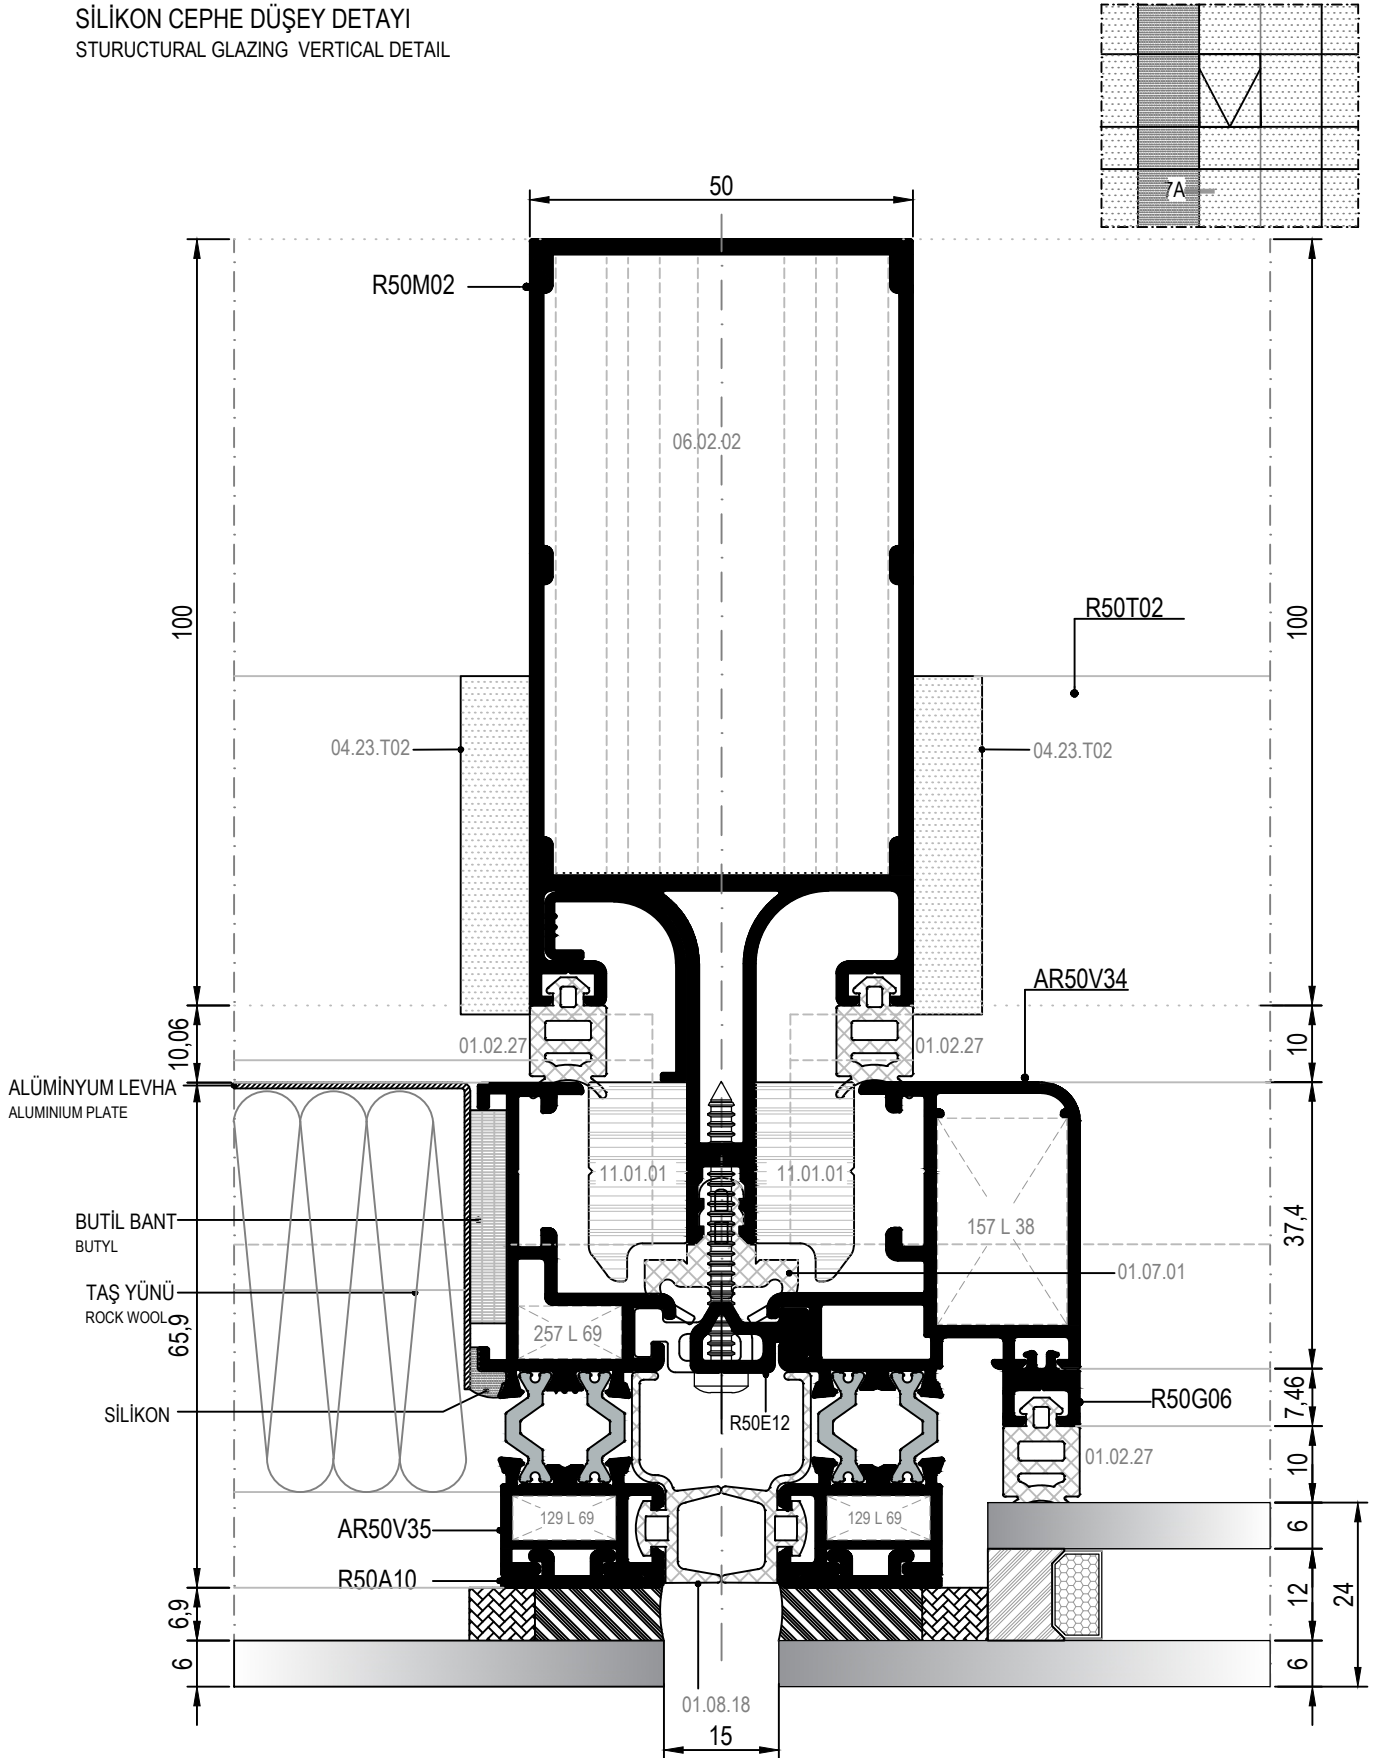 SİLİKON CEPHE DÜŞEY DETAYI
STURUCTURAL GLAZING VERTICAL DETAIL
7A
50
R50M02
06.02.02
100
100
R50T02
04.23.T02
04.23.T02
AR50V34
10,06
01.02.27
01.02.27
10
ALÜMİNYUM LEVHA
ALUMINIUM PLATE
11.01.01
11.01.01
BUTİL BANT
BUTYL
157 L 38
37,4
01.07.01
TAŞ YÜNÜ
ROCK WOOL
65,9
257 L 69
SİLİKON
R50E12
R50G06
7,46
01.02.27
10
AR50V35
129 L 69
129 L 69
6
R50A10
6,9
12
24
6
6
01.08.18
15